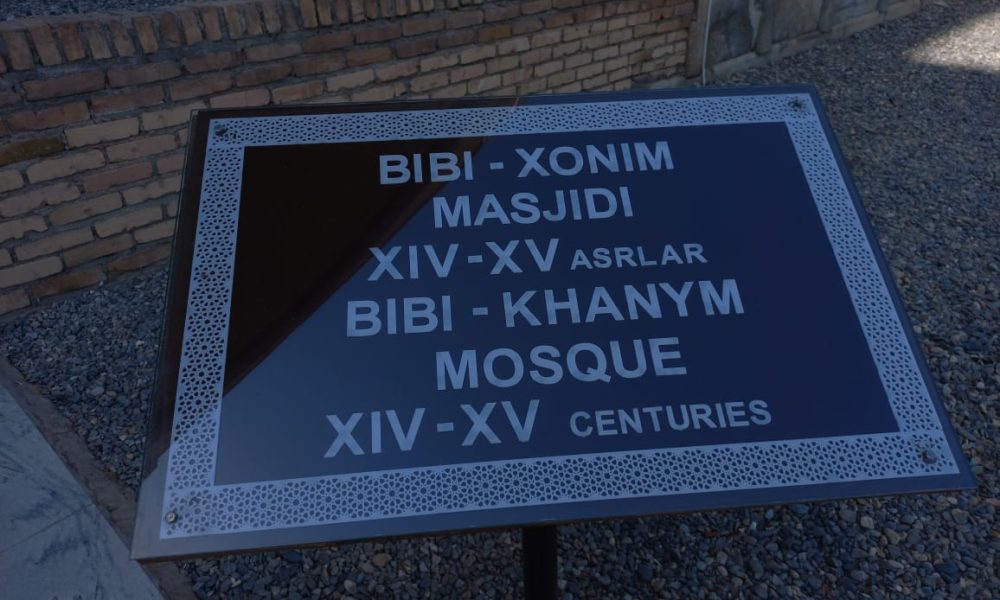 BIBI - XONIM
MASJIDI
XIV-XV ASRLAR
BIBI - KHANYM
MOSQUE
XIV-XV CENTURIES